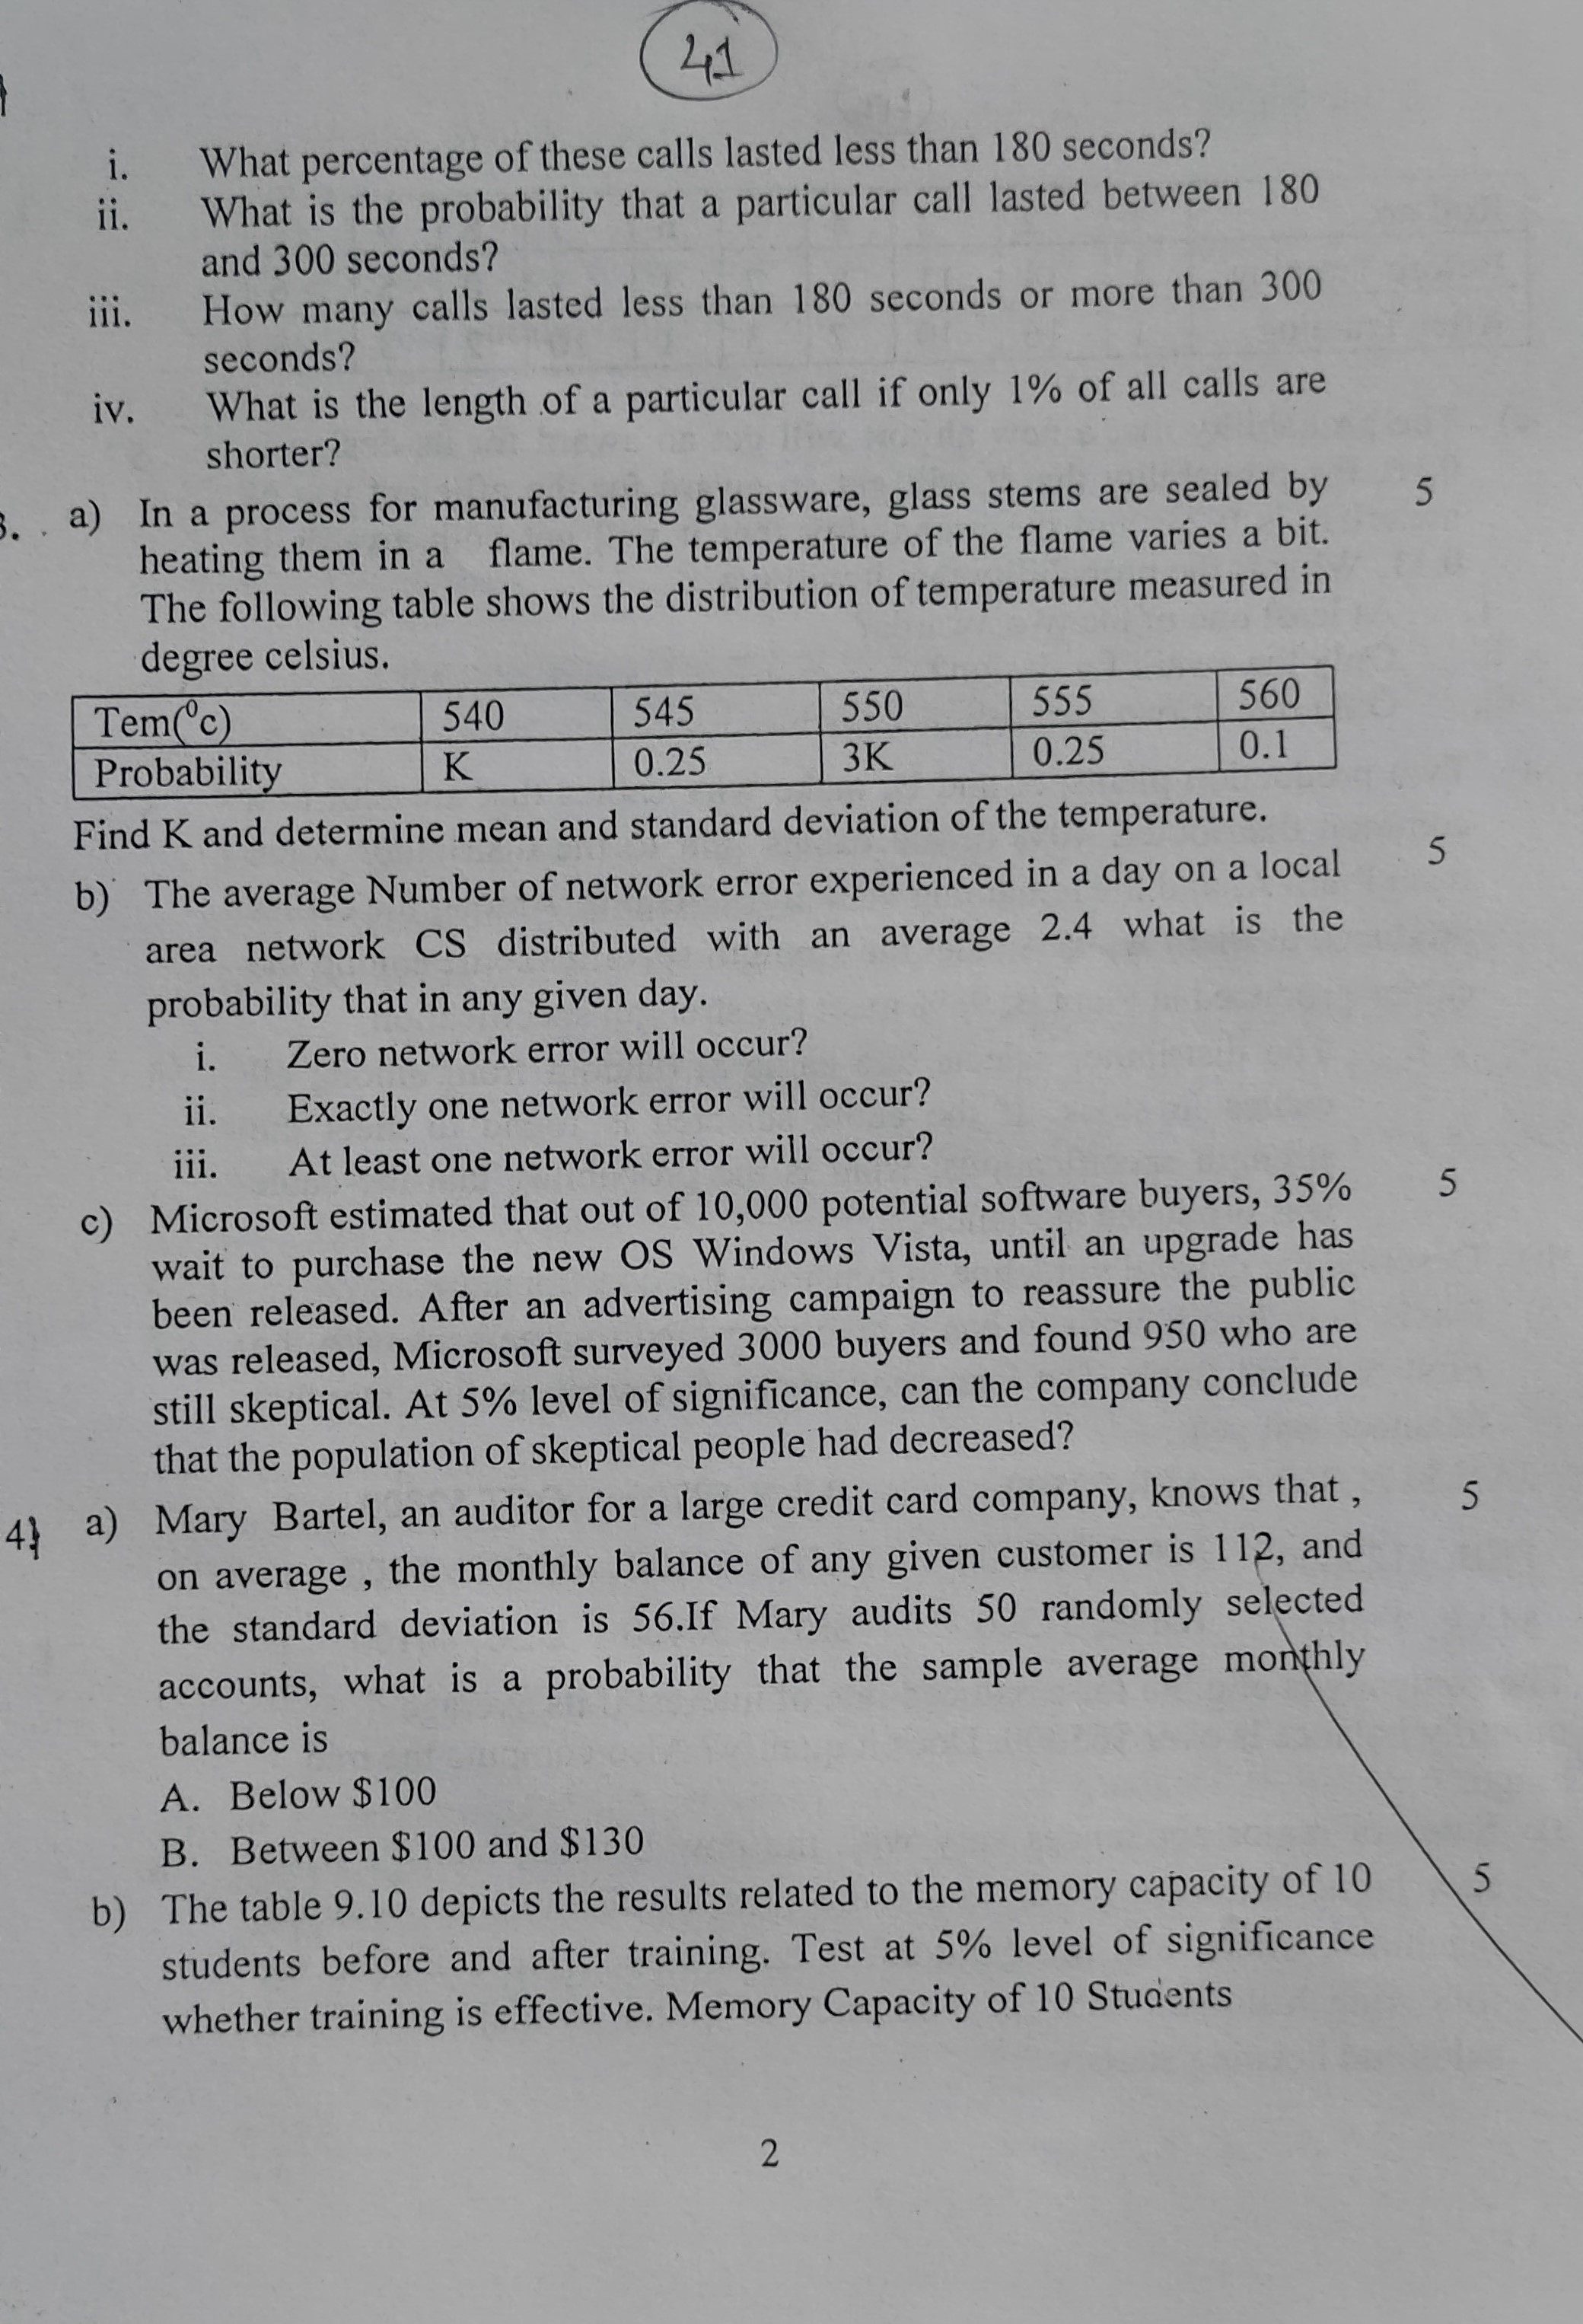 41
i. What percentage of these calls lasted less than 180 seconds?
ii. What is the probability that a particular call lasted between 180
and 300 seconds?
iii. How many calls lasted less than 180 seconds or more than 300
seconds?
iv. What is the length of a particular call if only 1% of all calls are
shorter?
3. a) In a process for manufacturing glassware, glass stems are sealed by 5
heating them in a flame. The temperature of the flame varies a bit.
The following table shows the distribution of temperature measured in
degree celsius.
Tem(⁰c) 540 545 550 555 560
Probability K 0.25 3K 0.25 0.1
Find K and determine mean and standard deviation of the temperature.
b) The average Number of network error experienced in a day on a local 5
area network CS distributed with an average 2.4 what is the
probability that in any given day.
i. Zero network error will occur?
ii. Exactly one network error will occur?
iii. At least one network error will occur?
c) Microsoft estimated that out of 10,000 potential software buyers, 35% 5
wait to purchase the new OS Windows Vista, until an upgrade has
been released. After an advertising campaign to reassure the public
was released, Microsoft surveyed 3000 buyers and found 950 who are
still skeptical. At 5% level of significance, can the company conclude
that the population of skeptical people had decreased?
4) a) Mary Bartel, an auditor for a large credit card company, knows that , 5
on average , the monthly balance of any given customer is 112, and
the standard deviation is 56.If Mary audits 50 randomly selected
accounts, what is a probability that the sample average monthly
balance is
A. Below $100
B. Between $100 and $130
b) The table 9.10 depicts the results related to the memory capacity of 10 5
students before and after training. Test at 5% level of significance
whether training is effective. Memory Capacity of 10 Students
2